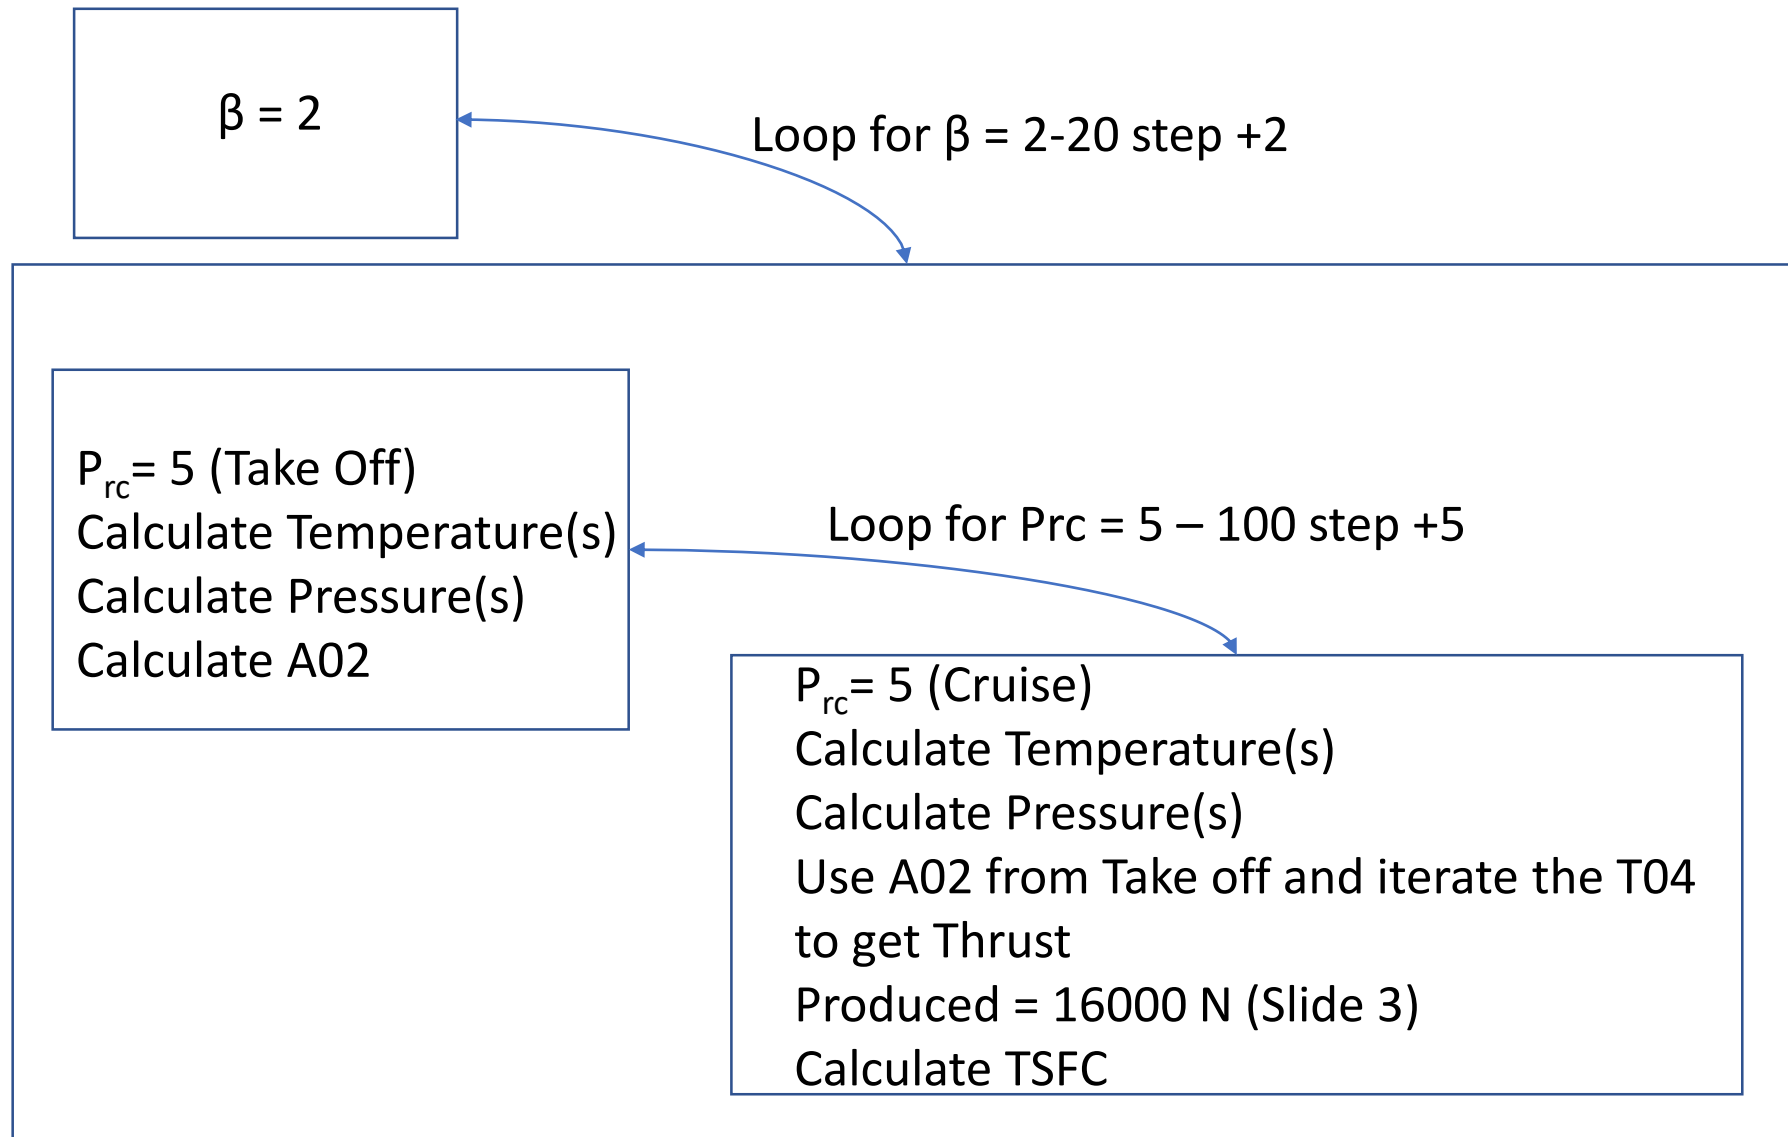 β = 2
Loop for β = 2-20 step +2
Prc= 5 (Take Off)
Calculate Temperature(s)
Calculate Pressure(s)
Calculate A02
Loop for Prc = 5 – 100 step +5
Prc= 5 (Cruise)
Calculate Temperature(s)
Calculate Pressure(s)
Use A02 from Take off and iterate the T04
to get Thrust
Produced = 16000 N (Slide 3)
Calculate TSFC